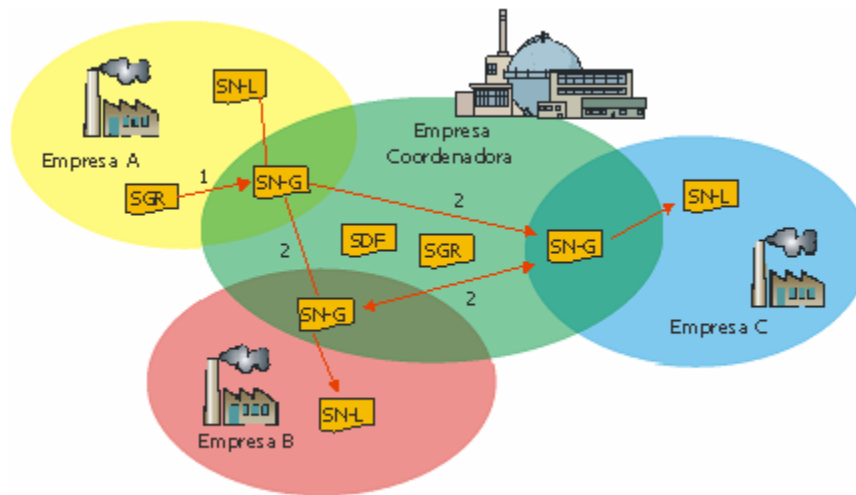 SN-L
Empresa A
SGR
1
SN-G
Empresa
Coordenadora
2
SN-L
SDF
SGR
SN-G
2
2
SN-G
Empresa C
SN-L
Empresa B